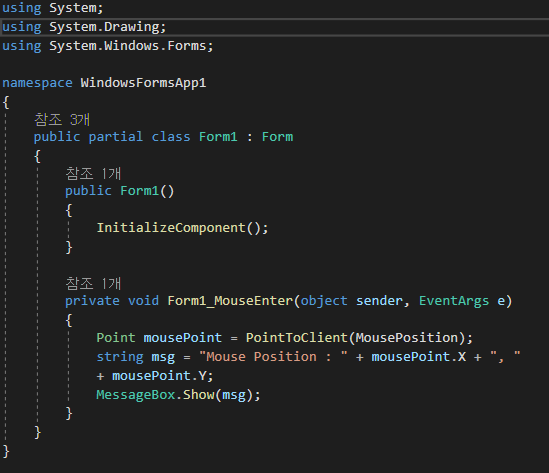 using System;
using System.Drawing;
using System.Windows.Forms;
namespace WindowsFormsApp1
{
참조 3개
public partial class Form1 : Form
{
참조 1개
public Form1()
{
InitializeComponent();
}
참조 1개
private void Form1_MouseEnter(object sender, EventArgs e)
{
Point mousePoint = PointToClient(MousePosition);
string msg = "Mouse Position : " + mousePoint.X + ", "
+ mousePoint.Y;
MessageBox.Show(msg);
}
}
}